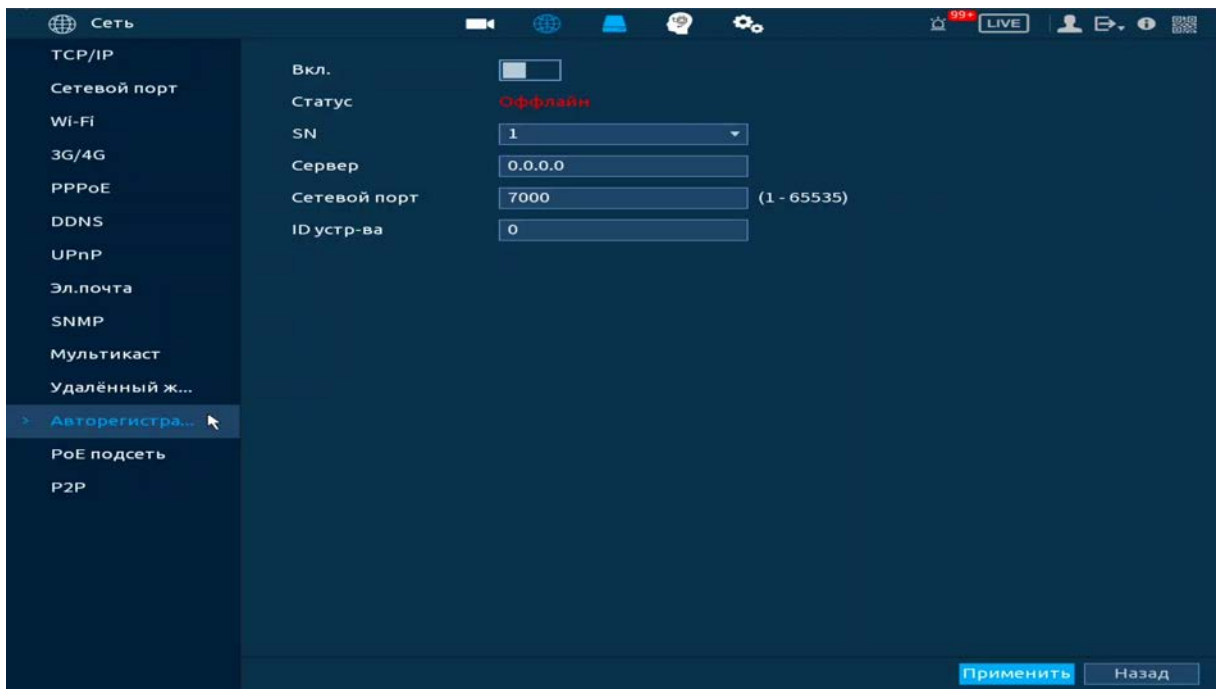 Сеть
99+
LIVE
TCP/IP
Сетевой порт
Wi-Fi
3G/4G
PPPoE
DDNS
UPnP
Эл.почта
SNMP
Мультикаст
Удалённый ж...
> Авторегистра...
PoE подсеть
P2P
Вкл.
Статус Оффлайн
SN 1
Сервер 0.0.0.0
Сетевой порт 7000 (1 - 65535)
ID устр-ва 0
Применить Назад